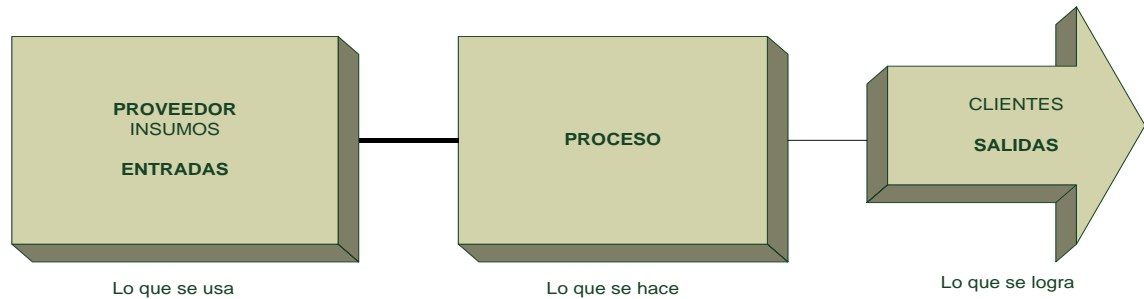 PROVEEDOR
INSUMOS
ENTRADAS
PROCESO
CLIENTES
SALIDAS
Lo que se usa
Lo que se hace
Lo que se logra